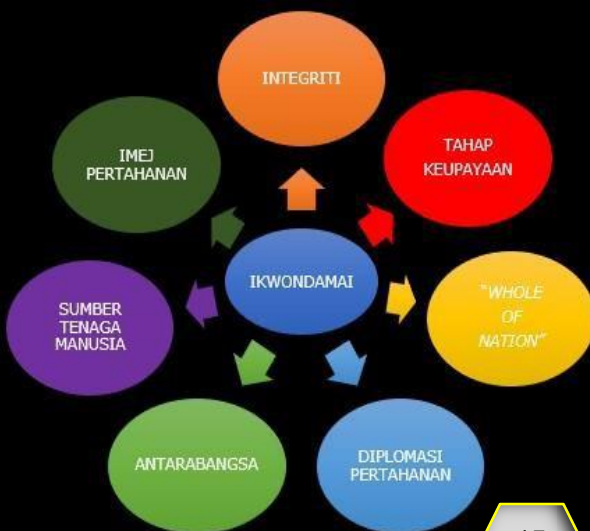 INTEGRITI
TAHAP
KEUPAYAAN
"WHOLE
OF
NATION"
DIPLOMASI
PERTAHANAN
ANTARABANGSA
SUMBER
TENAGA
MANUSIA
IMEJ
PERTAHANAN
IKWONDAMAI